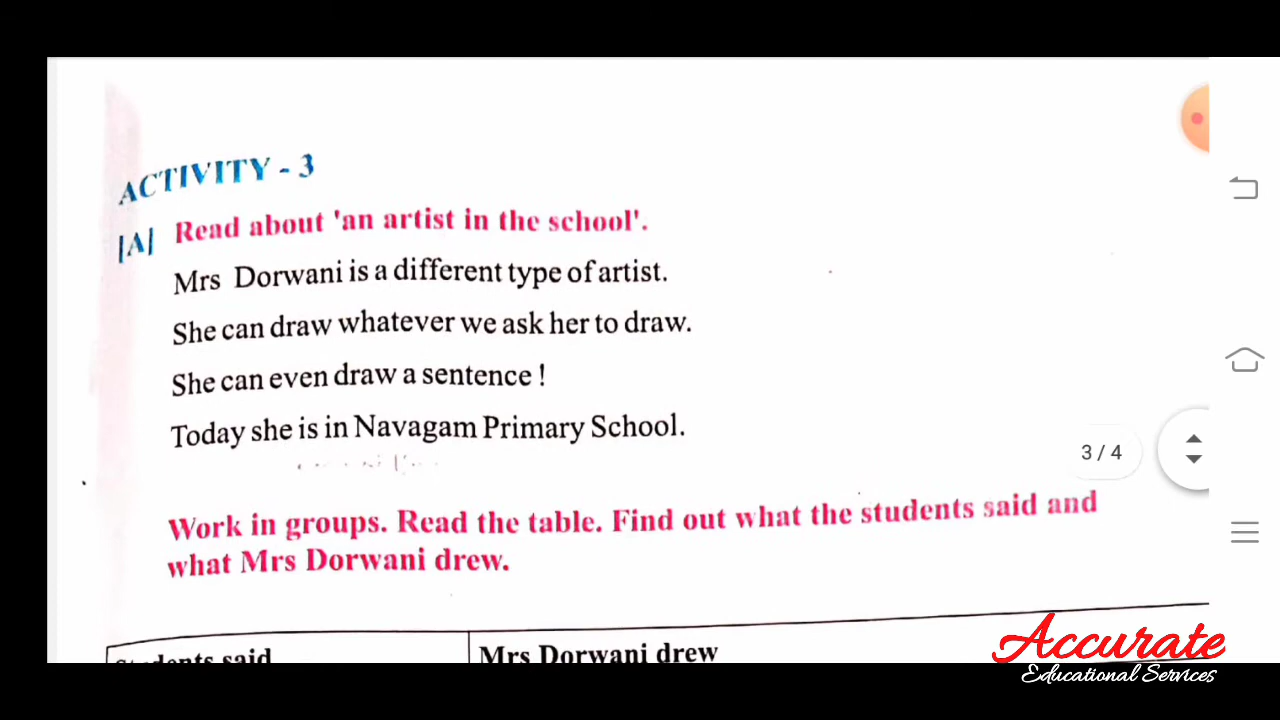 ACTIVITY - 3
[A] Read about 'an artist in the school'.
Mrs Dorwani is a different type of artist.
She can draw whatever we ask her to draw.
She can even draw a sentence !
Today she is in Navagam Primary School.
3 / 4
Work in groups. Read the table. Find out what the students said and
what Mrs Dorwani drew.
Students said
Mrs Dorwani drew
Accurate
Educational Services